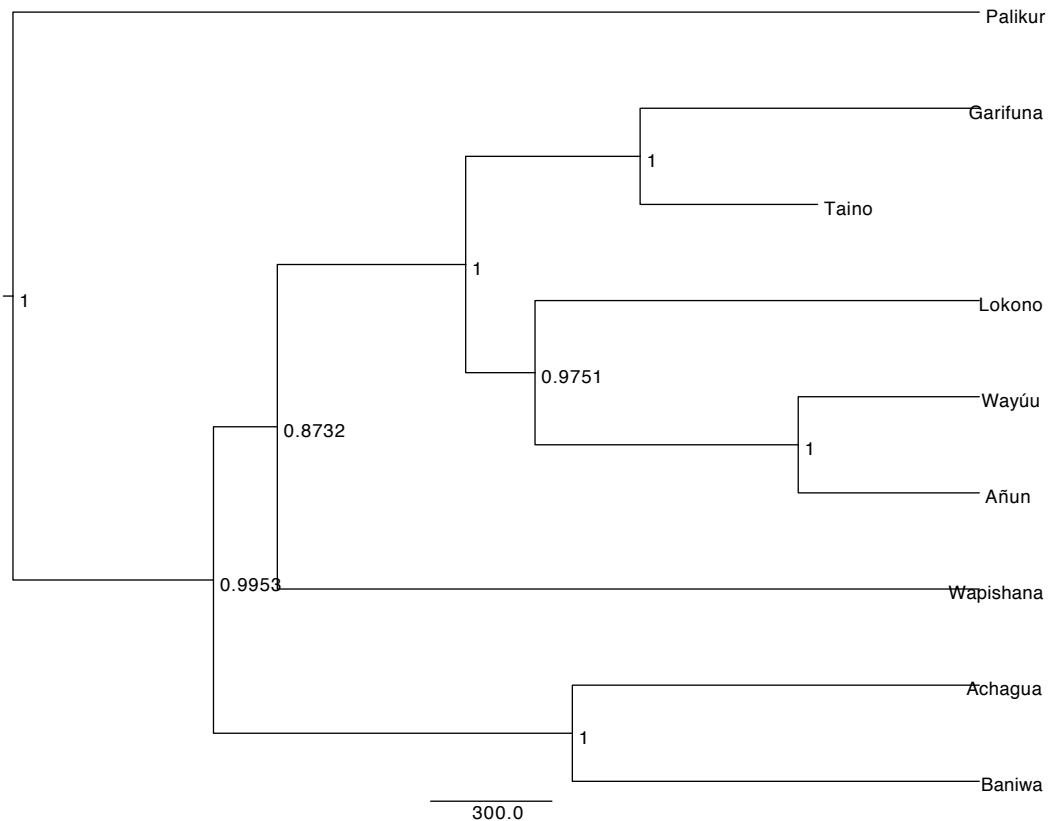 Palikur
Garifuna
1
Taino
1
1
Lokono
0.9751
Wayúu
0.8732
1
Añun
0.9953
Wapishana
Achagua
1
Baniwa
300.0